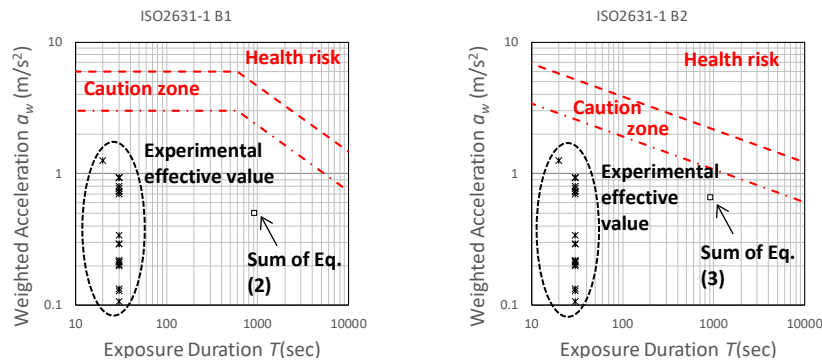 ISO2631-1 B1
Weighted Acceleration a_w (m/s²)
10
1
0.1
Health risk
Caution zone
Experimental
effective value
Sum of Eq.
(2)
10
100
1000
10000
Exposure Duration T(sec)
ISO2631-1 B2
Weighted Acceleration a_w (m/s²)
10
1
0.1
Health risk
Caution
zone
Experimental
effective
value
Sum of Eq.
(3)
10
100
1000
10000
Exposure Duration T(sec)